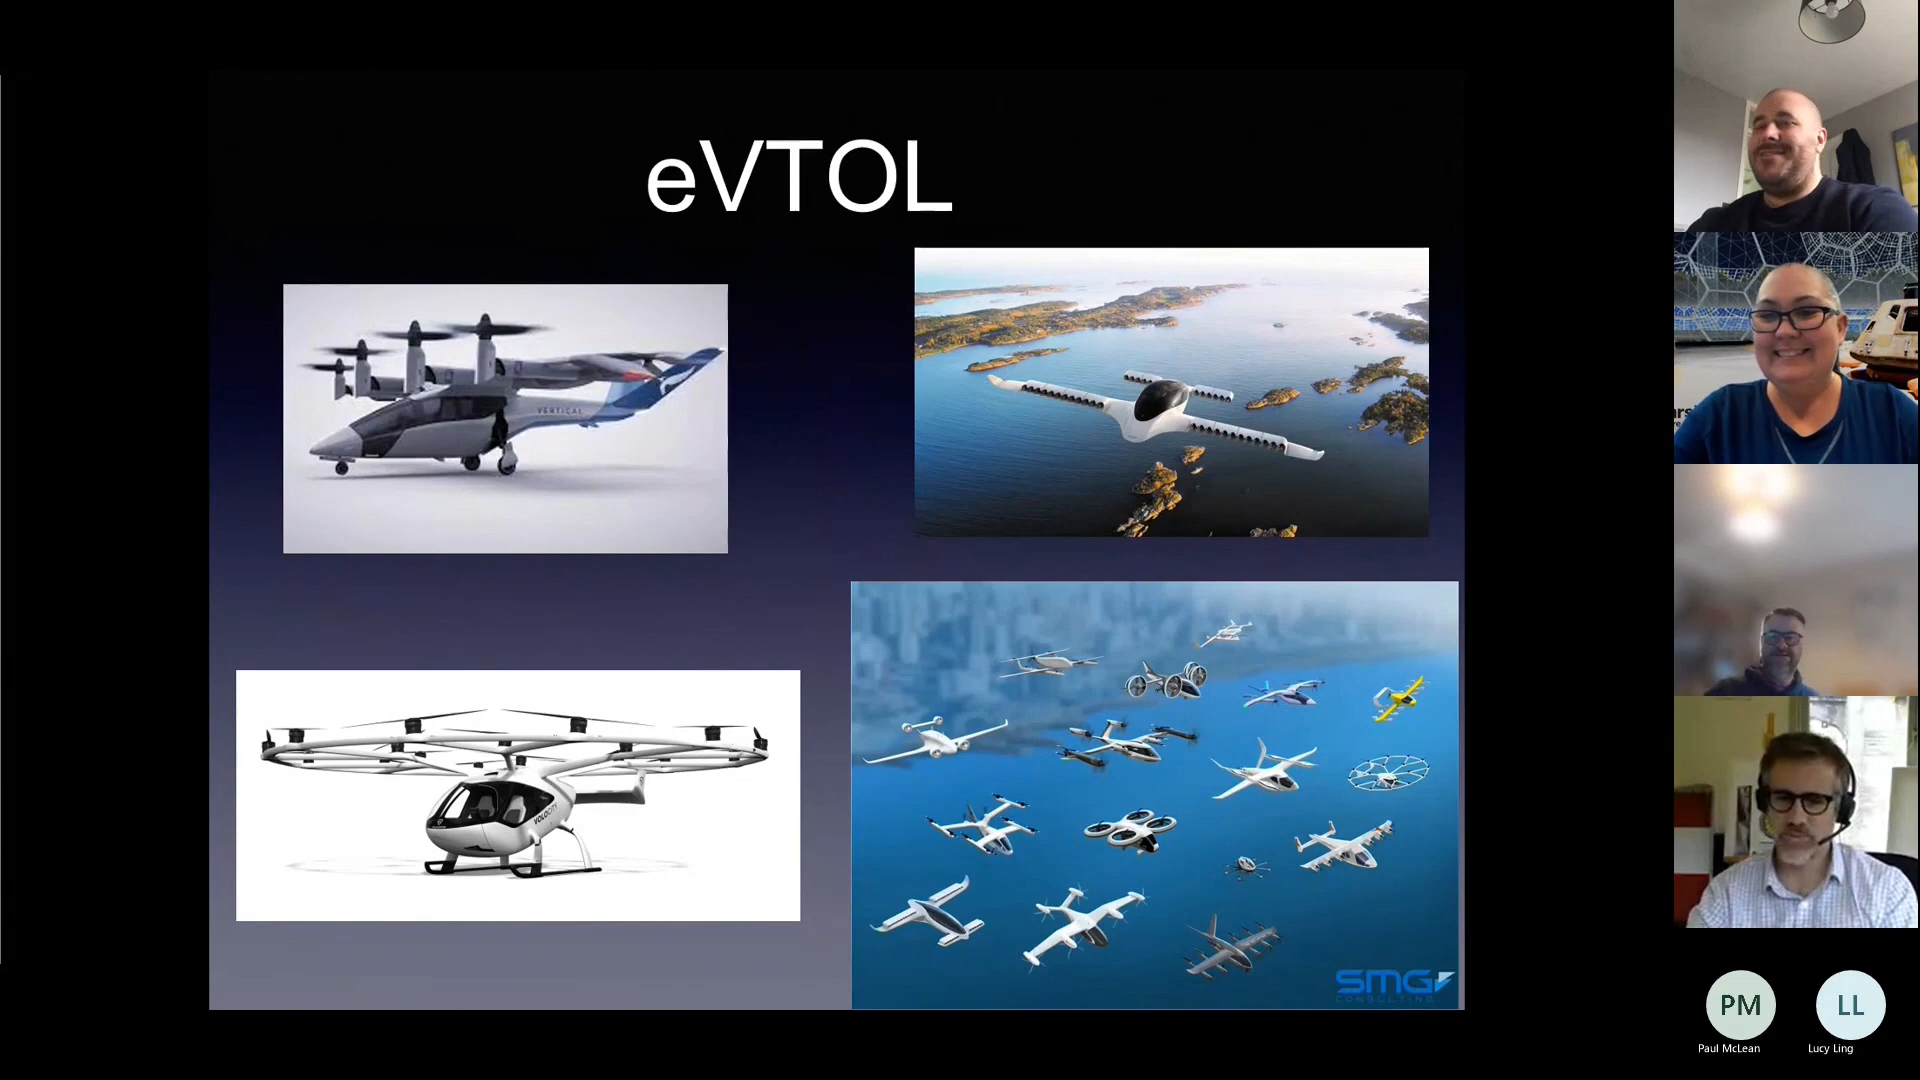 eVTOL
VERTICAL
VOLOCITY
SMG
CONSULTING
PM
LL
Paul McLean
Lucy Ling